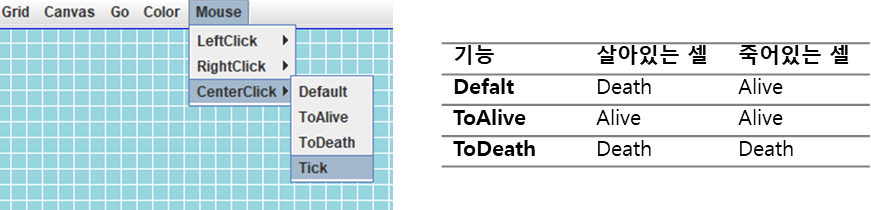 Grid Canvas Go Color Mouse
LeftClick
RightClick
CenterClick
Default
ToAlive
ToDeath
Tick
기능 살아있는 셀 죽어있는 셀
Defalt Death Alive
ToAlive Alive Alive
ToDeath Death Death